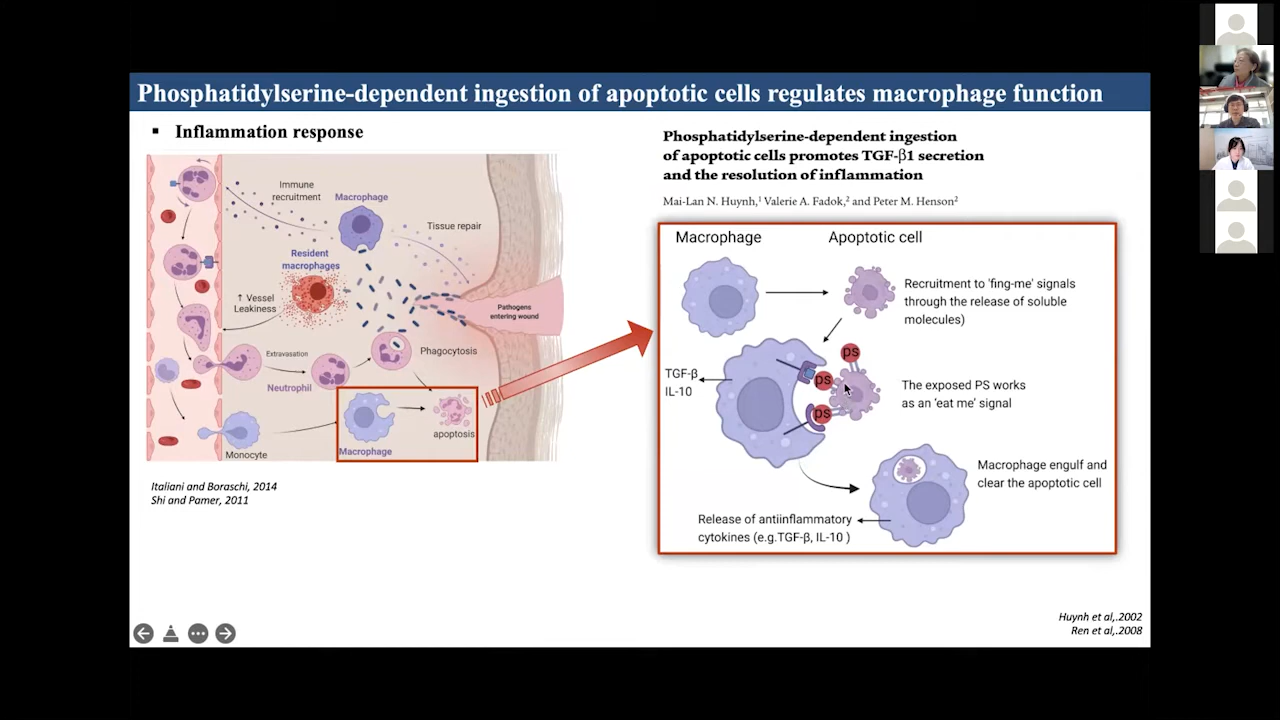 Phosphatidylserine-dependent ingestion of apoptotic cells regulates macrophage function
▪ Inflammation response
Immune
recruitment
Macrophage
Tissue repair
Resident
macrophages
↑ Vessel
Leakiness
Pathogens
entering wound
Extravasation
Phagocytosis
Neutrophil
apoptosis
Macrophage
Monocyte
Italiani and Boraschi, 2014
Shi and Pamer, 2011
Phosphatidylserine-dependent ingestion
of apoptotic cells promotes TGF-β1 secretion
and the resolution of inflammation
Mai-Lan N. Huynh,¹ Valerie A. Fadok,² and Peter M. Henson²
Macrophage
Apoptotic cell
Recruitment to 'fing-me' signals
through the release of soluble
molecules)
PS
TGF-β
IL-10
PS
PS
The exposed PS works
as an 'eat me' signal
Macrophage engulf and
clear the apoptotic cell
Release of antiinflammatory
cytokines (e.g.TGF-β, IL-10 )
Huynh et al,.2002
Ren et al,.2008